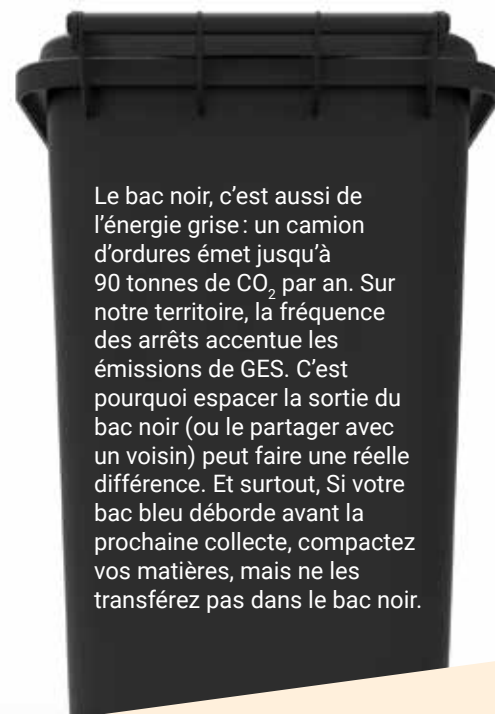 Le bac noir, c’est aussi de
l’énergie grise : un camion
d’ordures émet jusqu’à
90 tonnes de CO₂ par an. Sur
notre territoire, la fréquence
des arrêts accentue les
émissions de GES. C’est
pourquoi espacer la sortie du
bac noir (ou le partager avec
un voisin) peut faire une réelle
différence. Et surtout, Si votre
bac bleu déborde avant la
prochaine collecte, compactez
vos matières, mais ne les
transférez pas dans le bac noir.